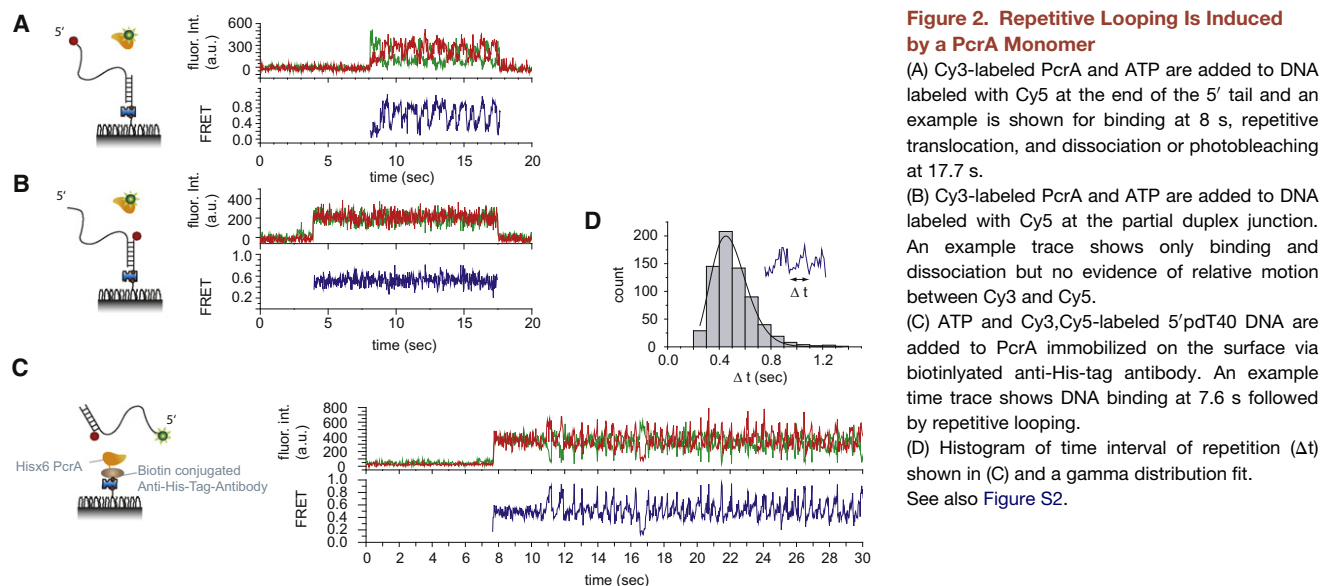 A
5'
fluor. Int.
(a.u.)
600
300
0
FRET
0.8
0.4
0.0
0 5 10 15 20
time (sec)
B
5'
fluor. Int.
(a.u.)
400
200
0
FRET
1.0
0.6
0.2
0 5 10 15 20
time (sec)
C
5'
Hisx6 PcrA
Biotin conjugated
Anti-His-Tag-Antibody
fluor. int.
(a.u.)
800
600
400
200
0
FRET
1.0
0.8
0.6
0.4
0.2
0.0
0 2 4 6 8 10 12 14 16 18 20 22 24 26 28 30
time (sec)
D
count
200
150
100
50
0
Δ t
0.0 0.4 0.8 1.2
Δ t (sec)
Figure 2. Repetitive Looping Is Induced
by a PcrA Monomer
(A) Cy3-labeled PcrA and ATP are added to DNA
labeled with Cy5 at the end of the 5′ tail and an
example is shown for binding at 8 s, repetitive
translocation, and dissociation or photobleaching
at 17.7 s.
(B) Cy3-labeled PcrA and ATP are added to DNA
labeled with Cy5 at the partial duplex junction.
An example trace shows only binding and
dissociation but no evidence of relative motion
between Cy3 and Cy5.
(C) ATP and Cy3,Cy5-labeled 5′pdT40 DNA are
added to PcrA immobilized on the surface via
biotinlyated anti-His-tag antibody. An example
time trace shows DNA binding at 7.6 s followed
by repetitive looping.
(D) Histogram of time interval of repetition (Δt)
shown in (C) and a gamma distribution fit.
See also Figure S2.